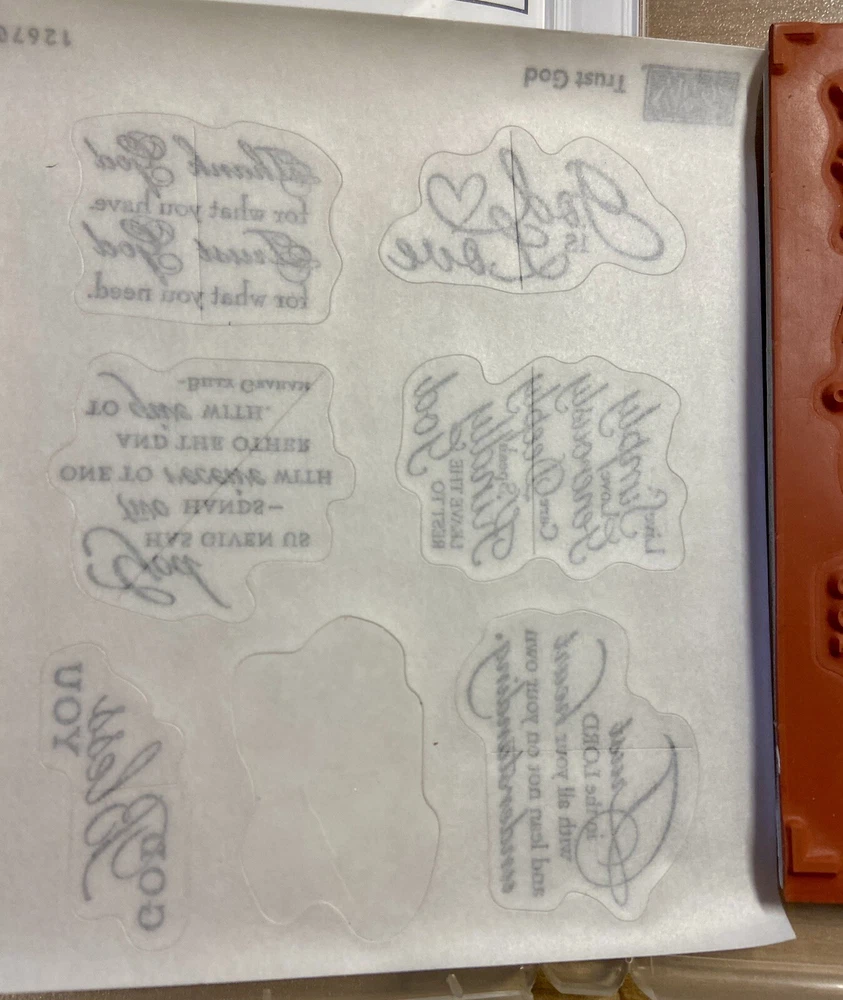 Trust God
Thank God
for what you have.
Trust God
for what you need.
God
is
Love
God
HAS GIVEN US
two HANDS—
ONE TO receive WITH
AND THE OTHER
TO give WITH.
-BILLY GRAHAM
Live Simply
Love Generously
Care Deeply
Speak Kindly
LEAVE THE
REST TO God
GOD
Bless
YOU
Trust
in the LORD
with all your heart
and lean not on your own
understanding.